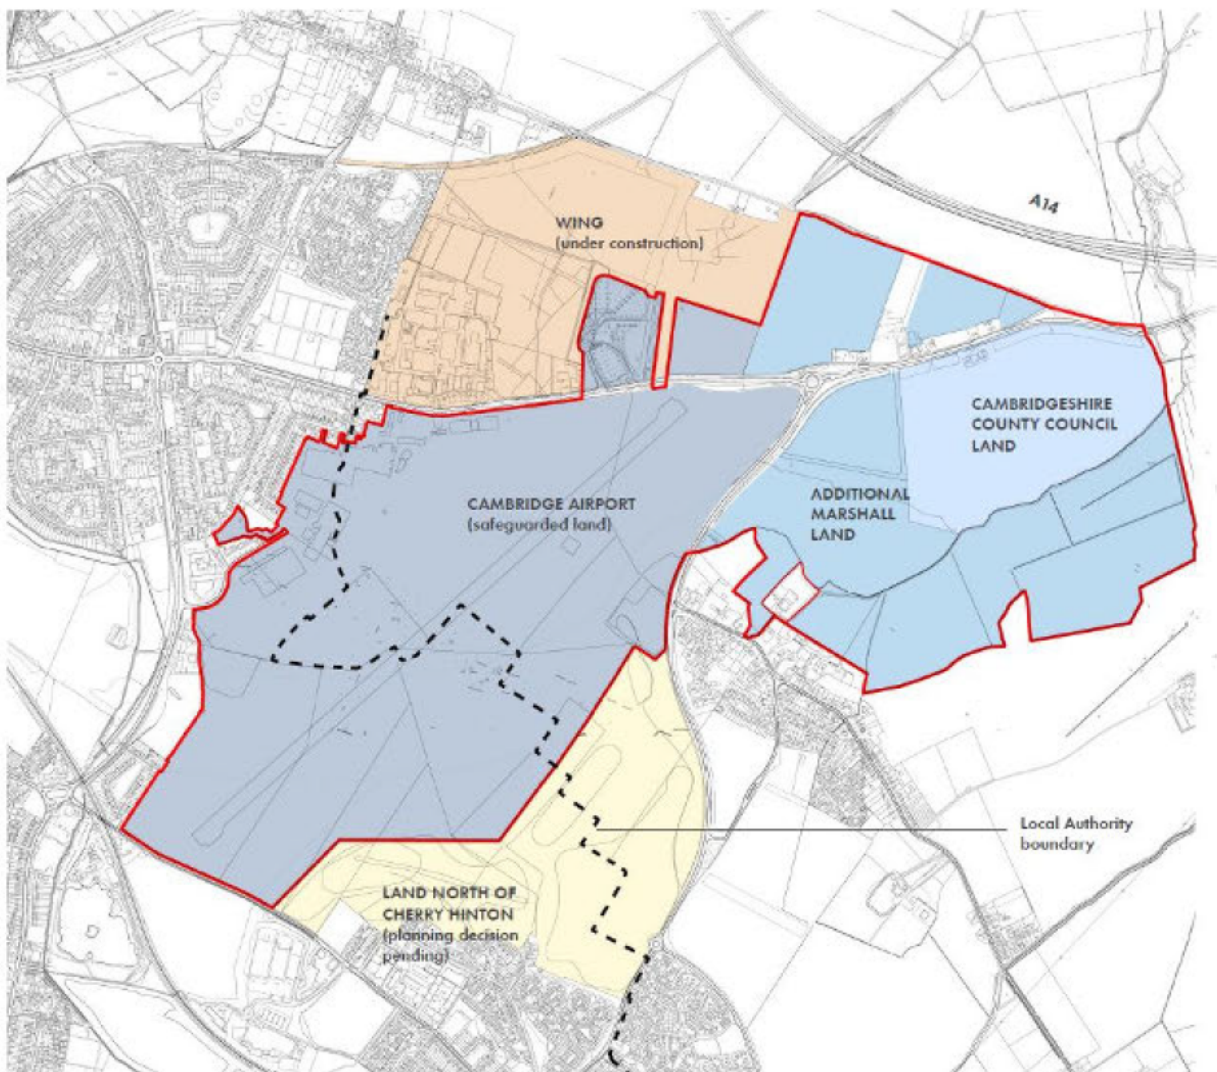 A14
WING
(under construction)
CAMBRIDGESHIRE
COUNTY COUNCIL
LAND
CAMBRIDGE AIRPORT
(safeguarded land)
ADDITIONAL
MARSHALL
LAND
Local Authority
boundary
LAND NORTH OF
CHERRY HINTON
(planning decision
pending)